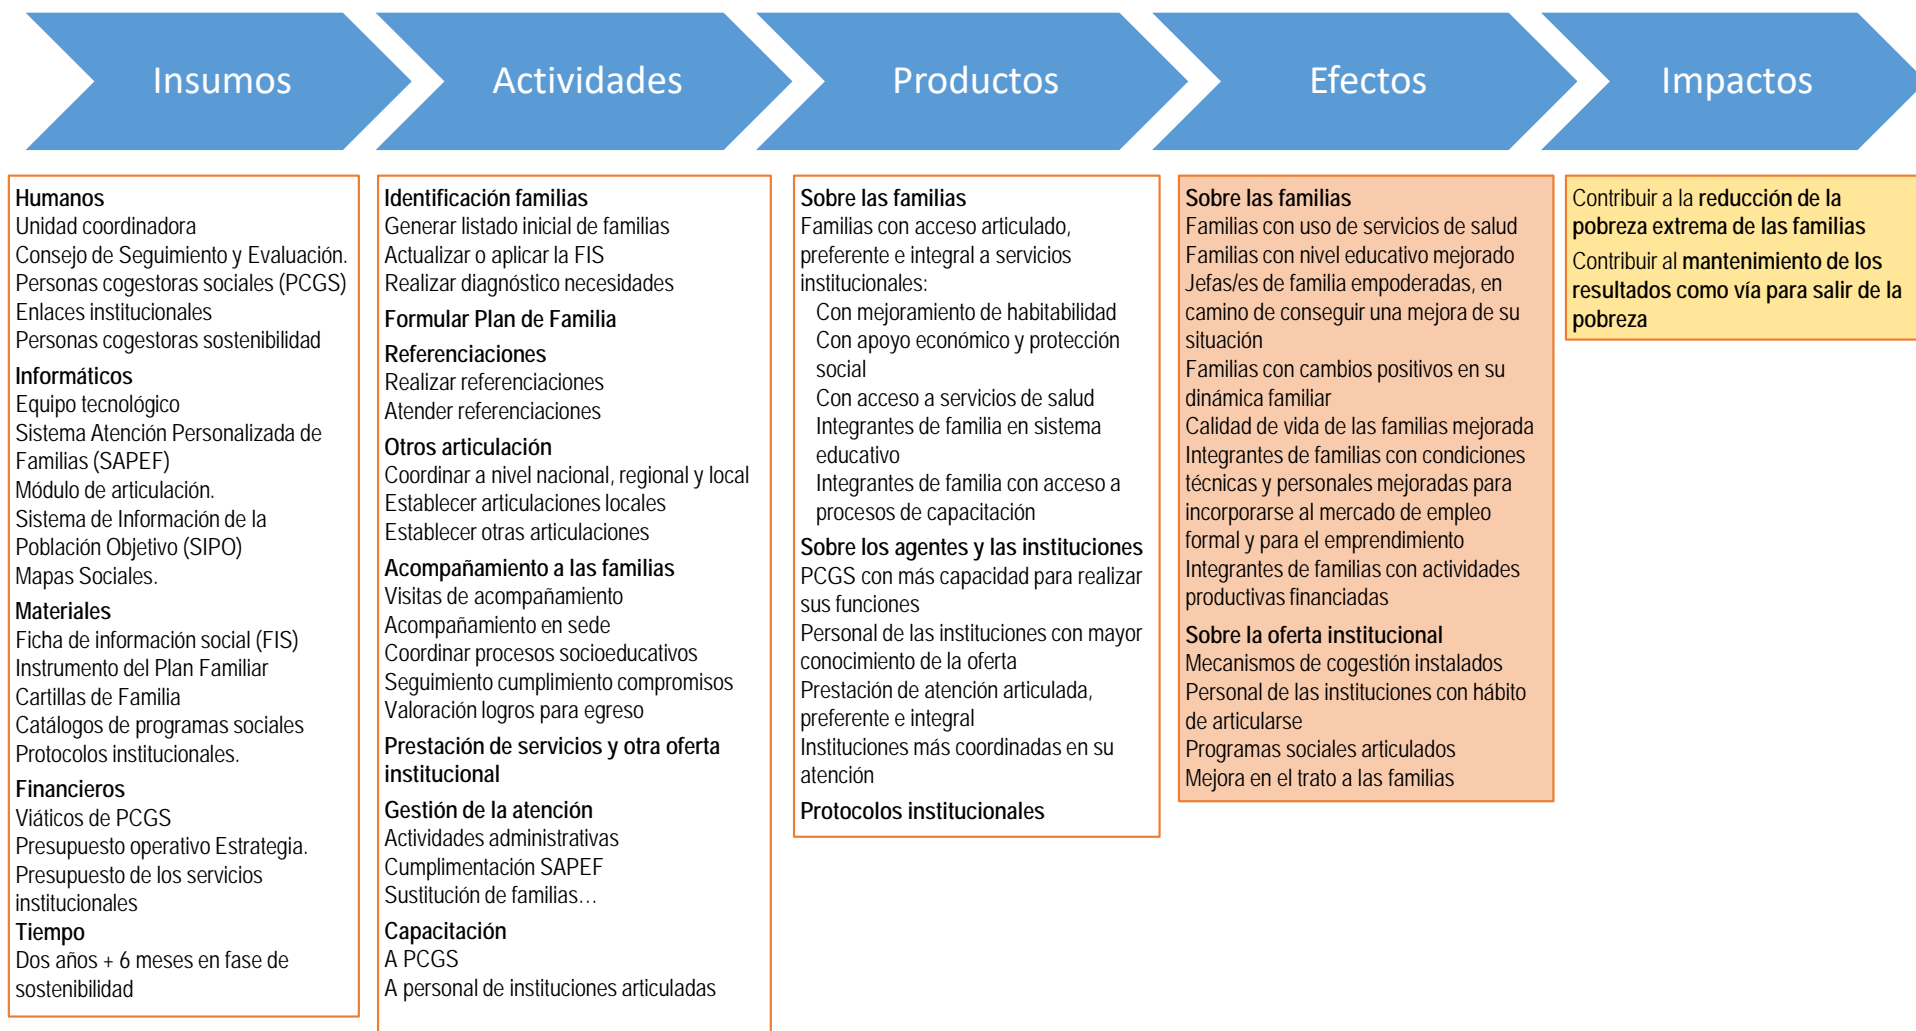 Insumos
Actividades
Productos
Efectos
Impactos
Humanos
Unidad coordinadora
Consejo de Seguimiento y Evaluación.
Personas cogestoras sociales (PCGS)
Enlaces institucionales
Personas cogestoras sostenibilidad
Informáticos
Equipo tecnológico
Sistema Atención Personalizada de
Familias (SAPEF)
Módulo de articulación.
Sistema de Información de la
Población Objetivo (SIPO)
Mapas Sociales.
Materiales
Ficha de información social (FIS)
Instrumento del Plan Familiar
Cartillas de Familia
Catálogos de programas sociales
Protocolos institucionales.
Financieros
Viáticos de PCGS
Presupuesto operativo Estrategia.
Presupuesto de los servicios
institucionales
Tiempo
Dos años + 6 meses en fase de
sostenibilidad
Identificación familias
Generar listado inicial de familias
Actualizar o aplicar la FIS
Realizar diagnóstico necesidades
Formular Plan de Familia
Referenciaciones
Realizar referenciaciones
Atender referenciaciones
Otros articulación
Coordinar a nivel nacional, regional y local
Establecer articulaciones locales
Establecer otras articulaciones
Acompañamiento a las familias
Visitas de acompañamiento
Acompañamiento en sede
Coordinar procesos socioeducativos
Seguimiento cumplimiento compromisos
Valoración logros para egreso
Prestación de servicios y otra oferta
institucional
Gestión de la atención
Actividades administrativas
Cumplimentación SAPEF
Sustitución de familias…
Capacitación
A PCGS
A personal de instituciones articuladas
Sobre las familias
Familias con acceso articulado,
preferente e integral a servicios
institucionales:
Con mejoramiento de habitabilidad
Con apoyo económico y protección
social
Con acceso a servicios de salud
Integrantes de familia en sistema
educativo
Integrantes de familia con acceso a
procesos de capacitación
Sobre los agentes y las instituciones
PCGS con más capacidad para realizar
sus funciones
Personal de las instituciones con mayor
conocimiento de la oferta
Prestación de atención articulada,
preferente e integral
Instituciones más coordinadas en su
atención
Protocolos institucionales
Sobre las familias
Familias con uso de servicios de salud
Familias con nivel educativo mejorado
Jefas/es de familia empoderadas, en
camino de conseguir una mejora de su
situación
Familias con cambios positivos en su
dinámica familiar
Calidad de vida de las familias mejorada
Integrantes de familias con condiciones
técnicas y personales mejoradas para
incorporarse al mercado de empleo
formal y para el emprendimiento
Integrantes de familias con actividades
productivas financiadas
Sobre la oferta institucional
Mecanismos de cogestión instalados
Personal de las instituciones con hábito
de articularse
Programas sociales articulados
Mejora en el trato a las familias
Contribuir a la reducción de la
pobreza extrema de las familias
Contribuir al mantenimiento de los
resultados como vía para salir de la
pobreza